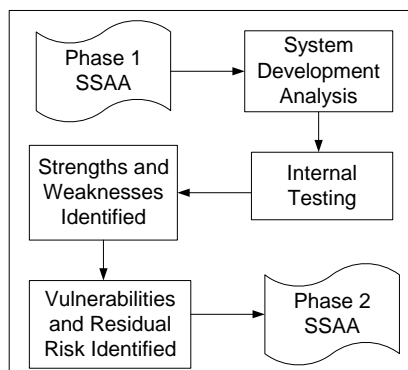 Phase 1
SSAA
System
Development
Analysis
Internal
Testing
Strengths and
Weaknesses
Identified
Vulnerabilities
and Residual
Risk Identified
Phase 2
SSAA